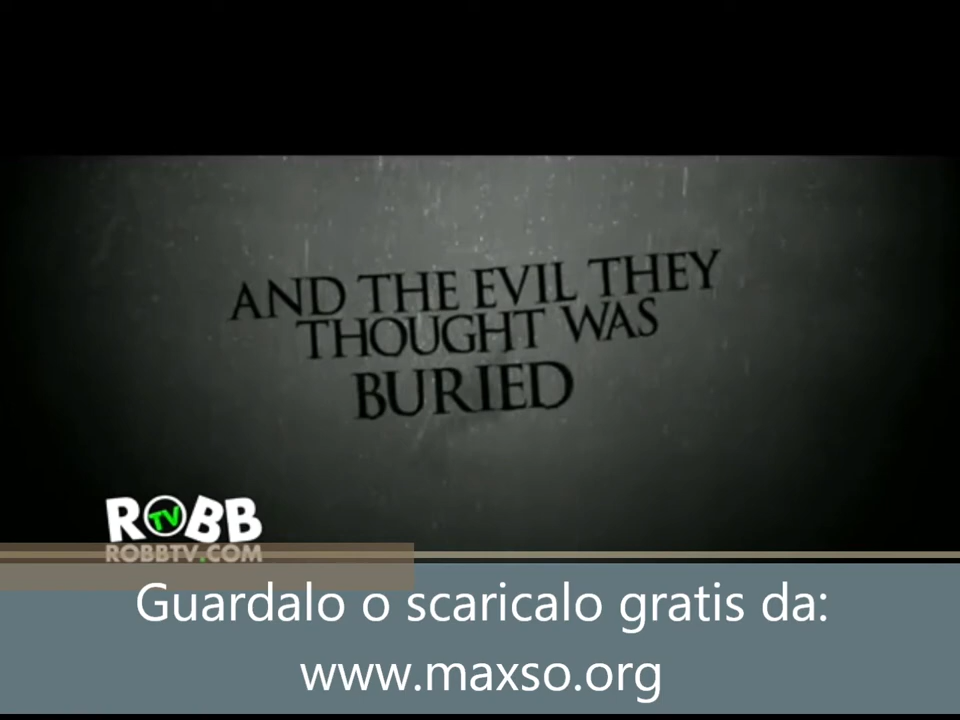 AND THE EVIL THEY
THOUGHT WAS
BURIED
ROBB
TV
ROBBTV.COM
Guardalo o scaricalo gratis da:
www.maxso.org